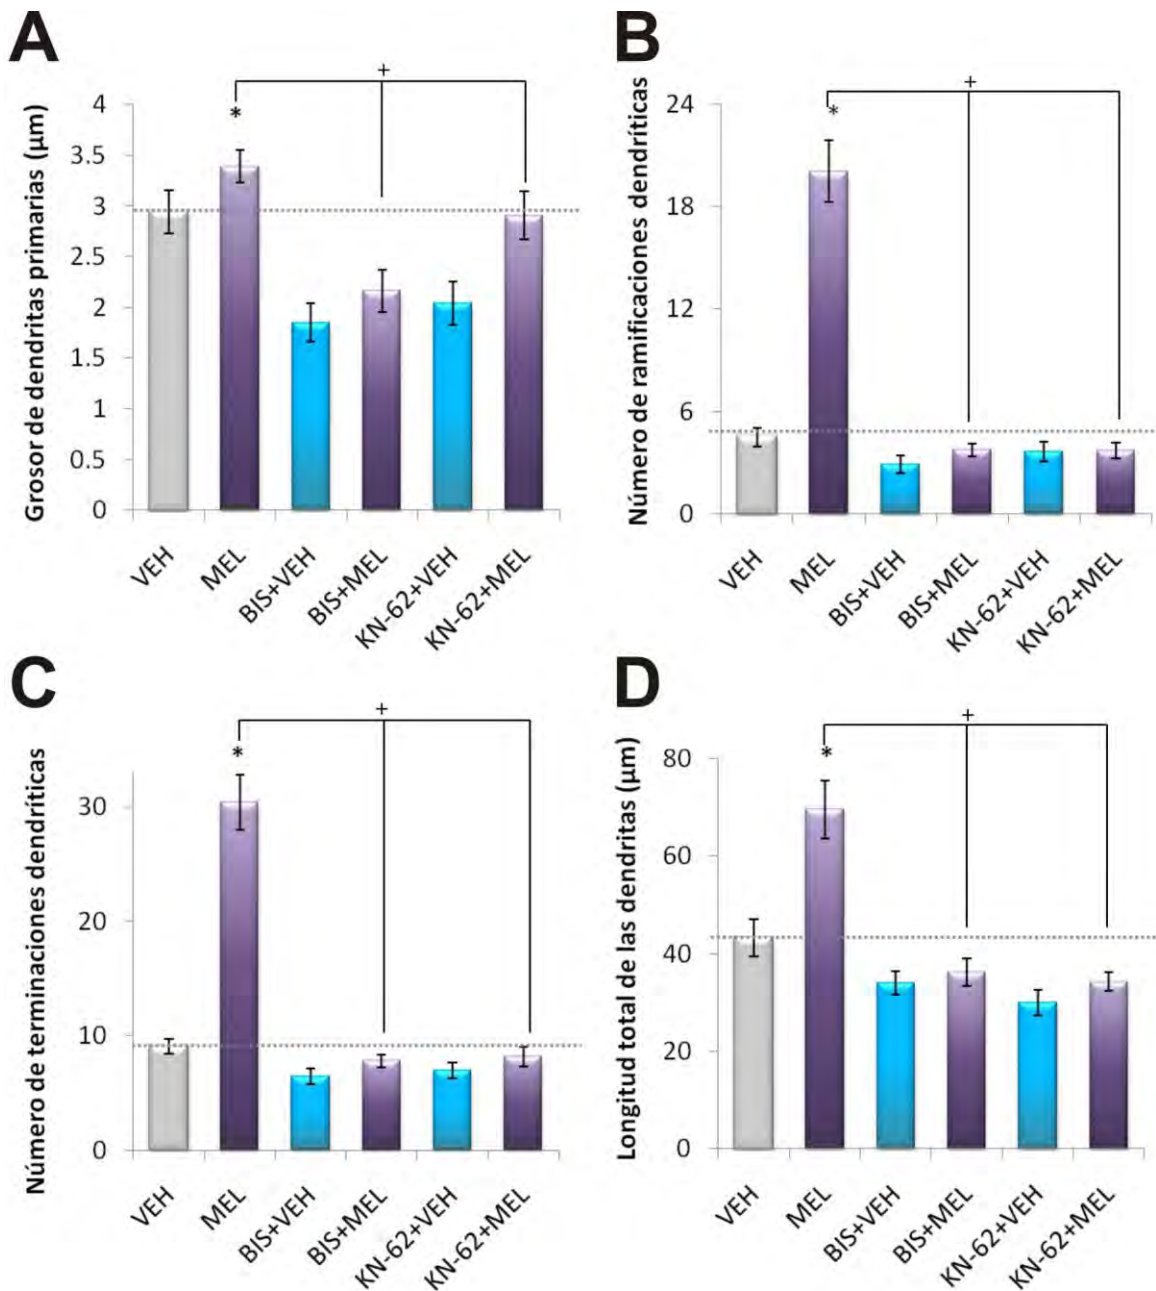 A
Grosor de dendritas primarias (µm)
4
3.5
3
2.5
2
1.5
1
0.5
0
+
*
VEH
MEL
BIS+VEH
BIS+MEL
KN-62+VEH
KN-62+MEL
B
Número de ramificaciones dendríticas
24
18
12
6
0
+
*
VEH
MEL
BIS+VEH
BIS+MEL
KN-62+VEH
KN-62+MEL
C
Número de terminaciones dendríticas
30
20
10
0
+
*
VEH
MEL
BIS+VEH
BIS+MEL
KN-62+VEH
KN-62+MEL
D
Longitud total de las dendritas (µm)
80
60
40
20
0
+
*
VEH
MEL
BIS+VEH
BIS+MEL
KN-62+VEH
KN-62+MEL